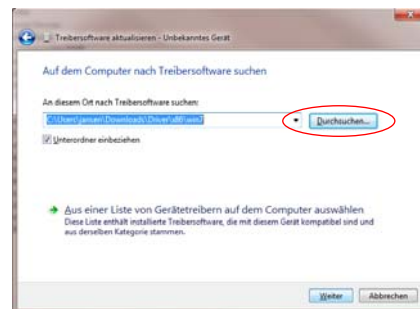 Treibersoftware aktualisieren - Unbekanntes Gerät
Auf dem Computer nach Treibersoftware suchen
An diesem Ort nach Treibersoftware suchen:
C:\Users\jansen\Downloads\Driver\x86\win7
Durchsuchen...
Unterordner einbeziehen
Aus einer Liste von Gerätetreibern auf dem Computer auswählen
Diese Liste enthält installierte Treibersoftware, die mit diesem Gerät kompatibel sind und
aus derselben Kategorie stammen.
Weiter
Abbrechen